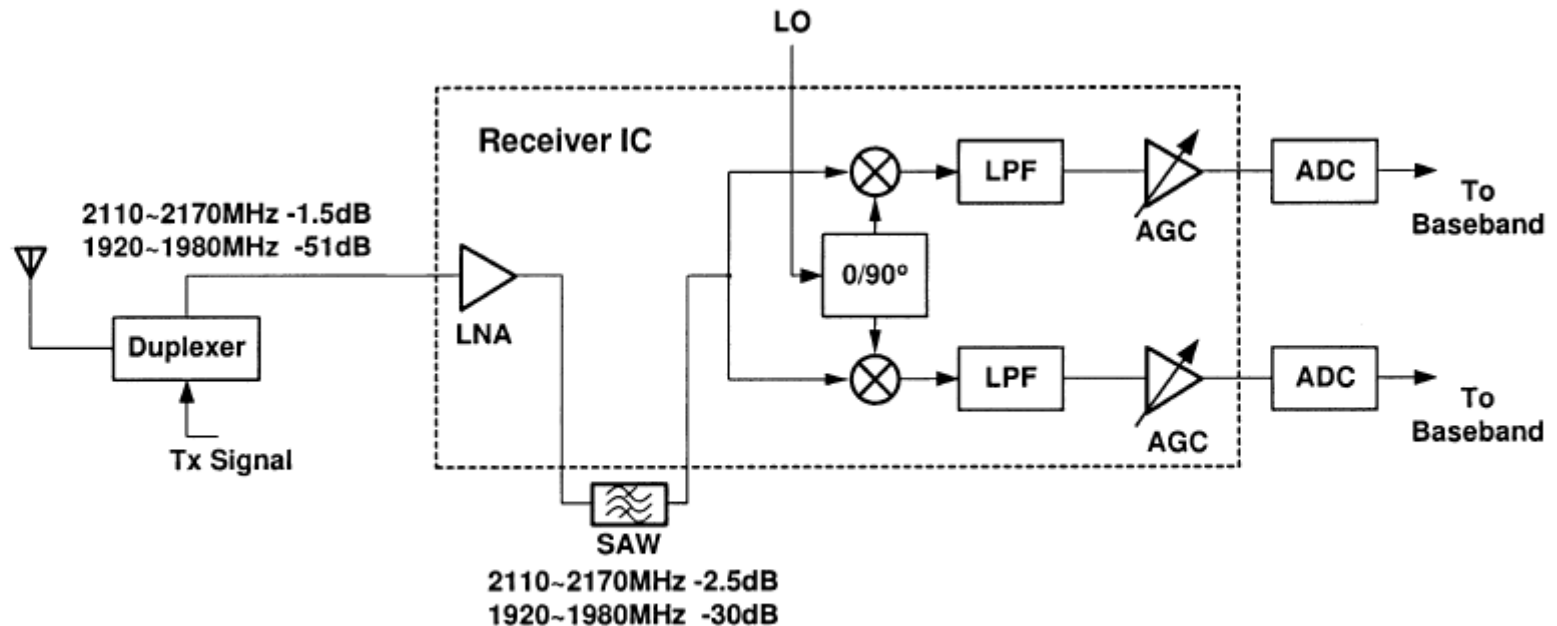 LO
Receiver IC
LPF
AGC
ADC
To
Baseband
2110~2170MHz -1.5dB
1920~1980MHz -51dB
LNA
0/90º
Duplexer
Tx Signal
LPF
AGC
ADC
To
Baseband
SAW
2110~2170MHz -2.5dB
1920~1980MHz -30dB